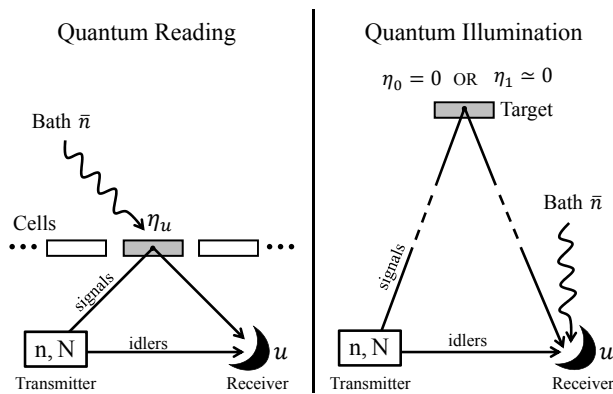 Quantum Reading
Bath n̄
η_u
Cells
signals
n, N
idlers
u
Transmitter
Receiver
Quantum Illumination
η₀ = 0 OR η₁ ≃ 0
Target
Bath n̄
signals
n, N
idlers
u
Transmitter
Receiver